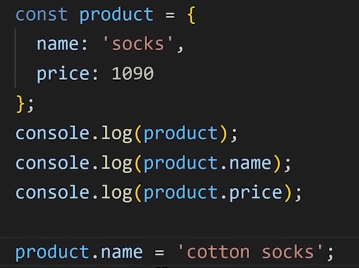 const product = {
  name: 'socks',
  price: 1090
};
console.log(product);
console.log(product.name);
console.log(product.price);

product.name = 'cotton socks';